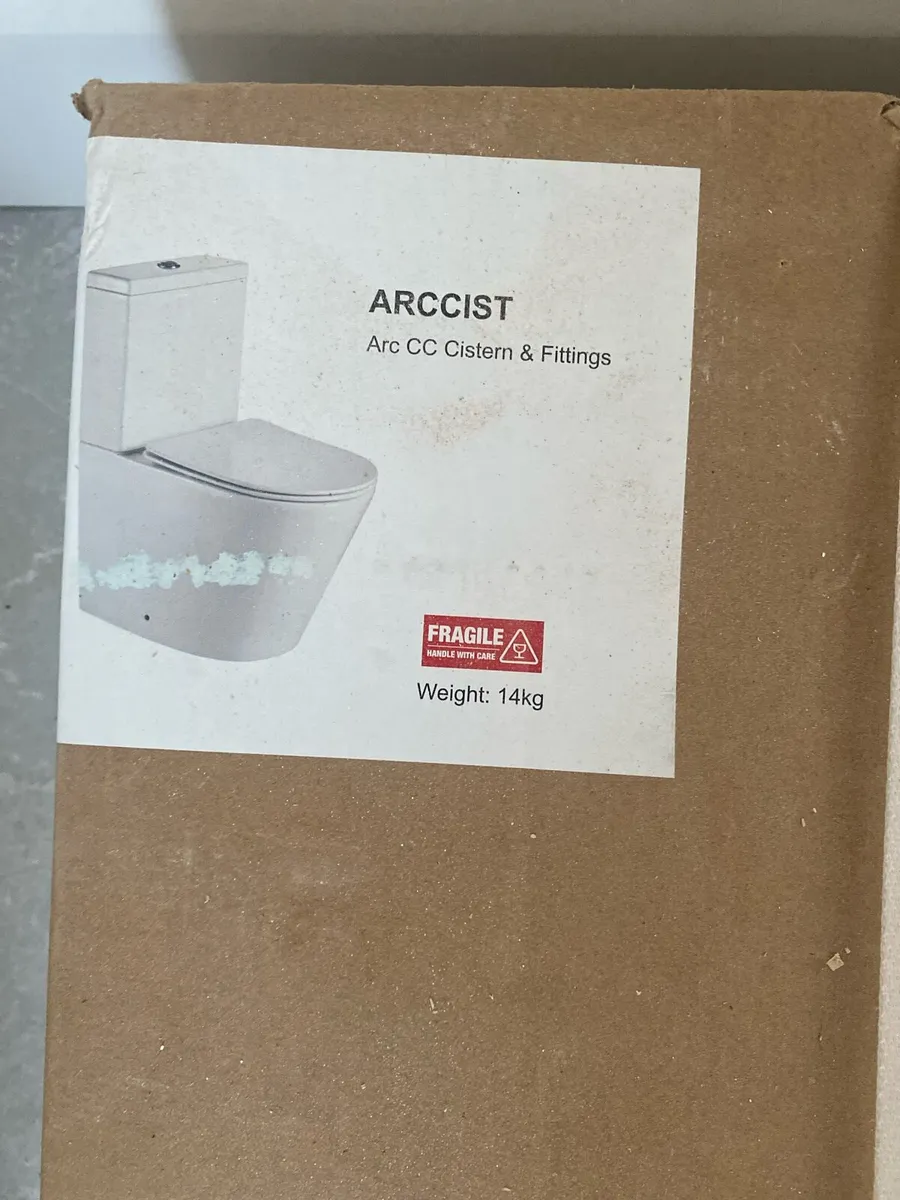 ARCCIST
Arc CC Cistern & Fittings
FRAGILE
HANDLE WITH CARE
Weight: 14kg